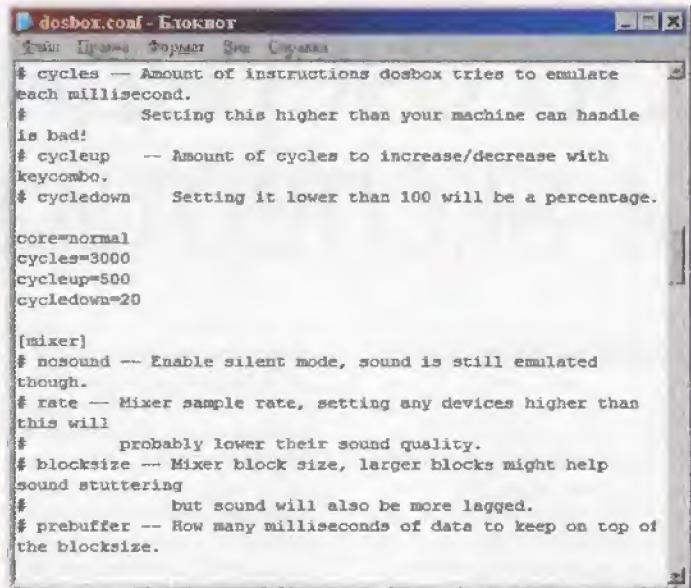 dosbox.conf - Блокнот
Файл Правка Формат Вид Справка
# cycles -- Amount of instructions dosbox tries to emulate
each millisecond.
#           Setting this higher than your machine can handle
is bad!
# cycleup   -- Amount of cycles to increase/decrease with
keycombo.
# cycledown    Setting it lower than 100 will be a percentage.
core=normal
cycles=3000
cycleup=500
cycledown=20
[mixer]
# nosound -- Enable silent mode, sound is still emulated
though.
# rate -- Mixer sample rate, setting any devices higher than
this will
#         probably lower their sound quality.
# blocksize -- Mixer block size, larger blocks might help
sound stuttering
#              but sound will also be more lagged.
# prebuffer -- How many milliseconds of data to keep on top of
the blocksize.